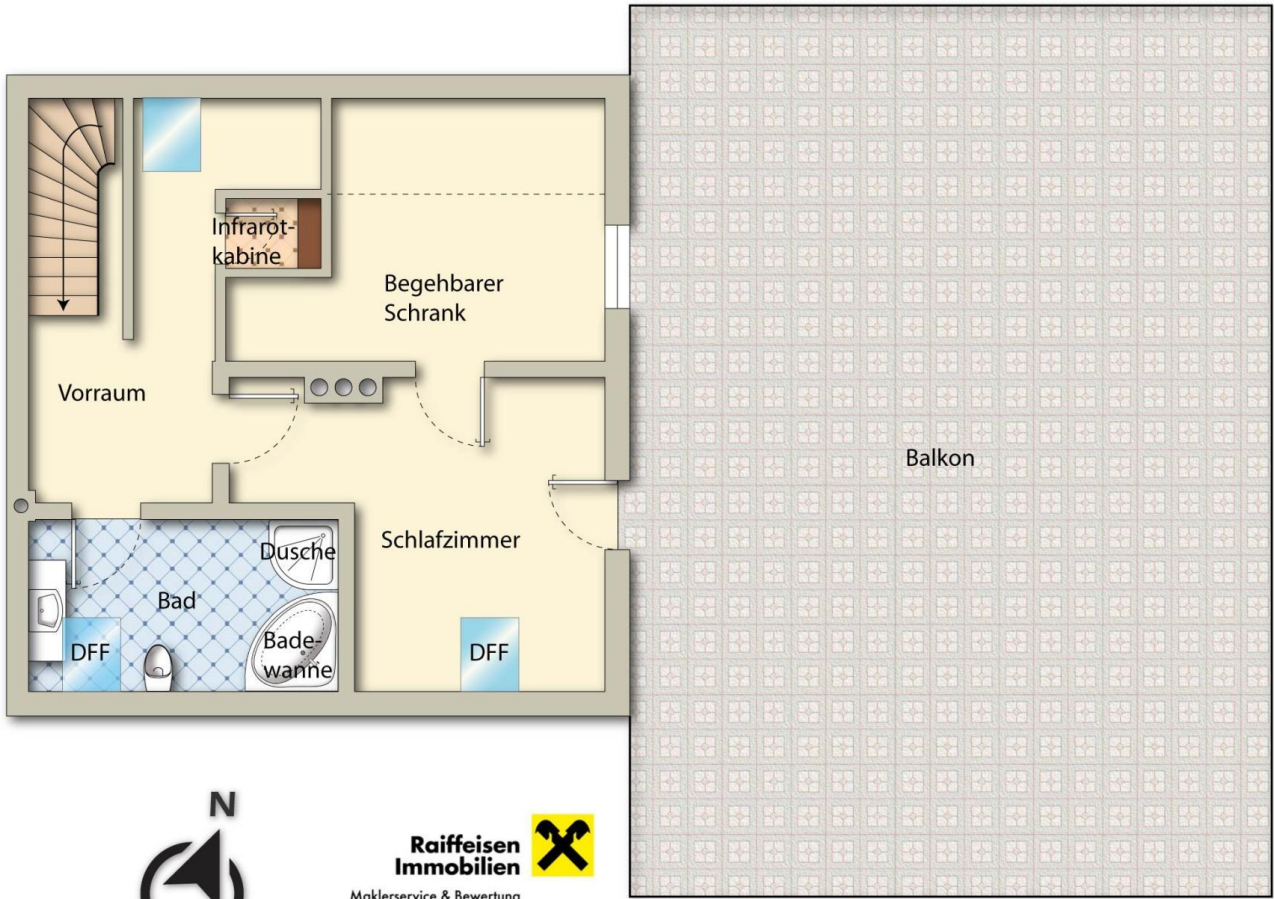 Infrarot-
kabine
Begehbarer
Schrank
Vorraum
Balkon
Schlafzimmer
Dusche
Bad
Bade-
wanne
DFF
DFF
N
Raiffeisen
Immobilien
Maklerservice & Bewertung